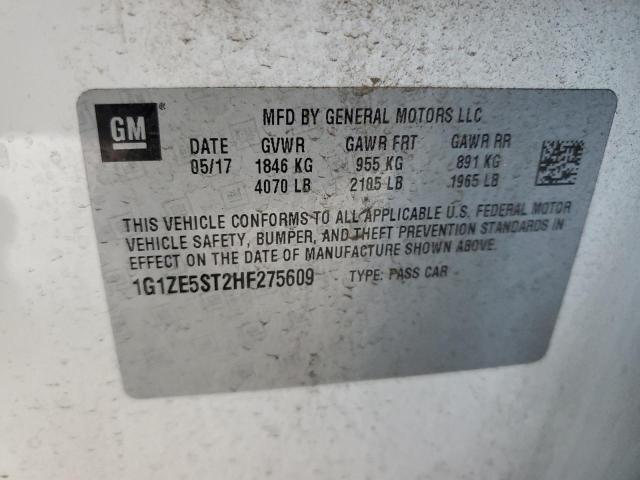 GM
MFD BY GENERAL MOTORS LLC
DATE GVWR GAWR FRT GAWR RR
05/17 1846 KG 955 KG 891 KG
4070 LB 2105 LB 1965 LB
THIS VEHICLE CONFORMS TO ALL APPLICABLE U.S. FEDERAL MOTOR
VEHICLE SAFETY, BUMPER, AND THEFT PREVENTION STANDARDS IN
EFFECT ON THE DATE OF MANUFACTURE SHOWN ABOVE.
1G1ZE5ST2HF275609 TYPE: PASS CAR